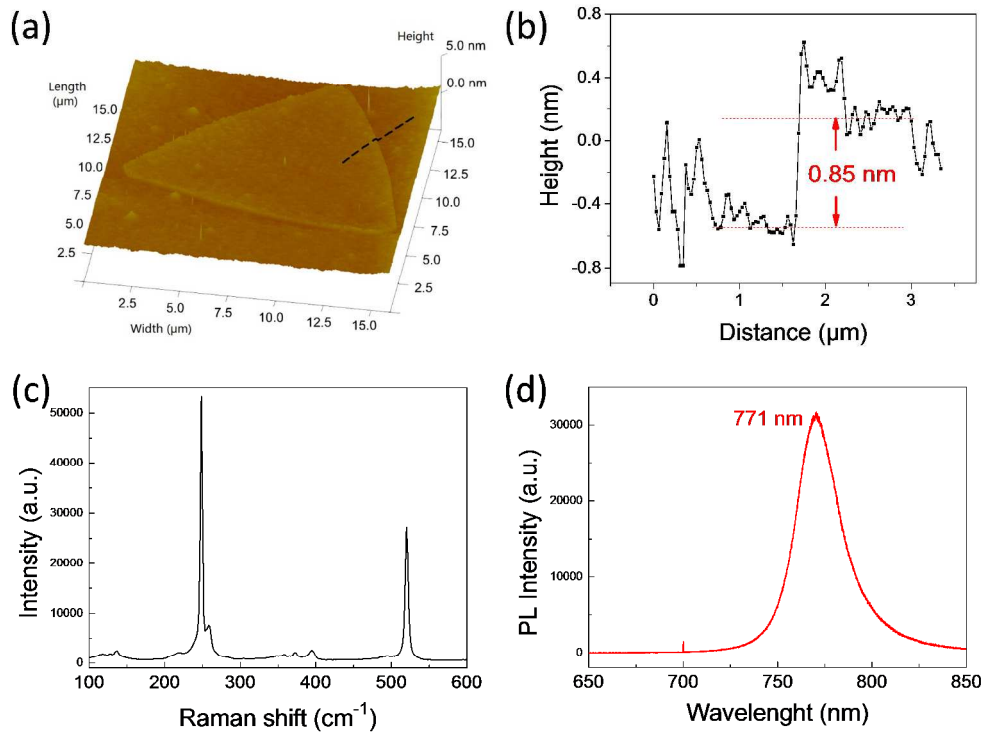 (a)
Height
5.0 nm
0.0 nm
Length
(μm)
15.0
12.5
10.0
7.5
5.0
2.5
15.0
12.5
10.0
7.5
5.0
2.5
2.5
5.0
7.5
10.0
12.5
15.0
Width (μm)
(b)
Height (nm)
0.4
0.0
-0.4
-0.8
0.85 nm
0
1
2
3
Distance (μm)
(c)
Intensity (a.u.)
50000
40000
30000
20000
10000
0
100
200
300
400
500
600
Raman shift (cm⁻¹)
(d)
PL Intensity (a.u.)
771 nm
30000
20000
10000
0
650
700
750
800
850
Wavelenght (nm)